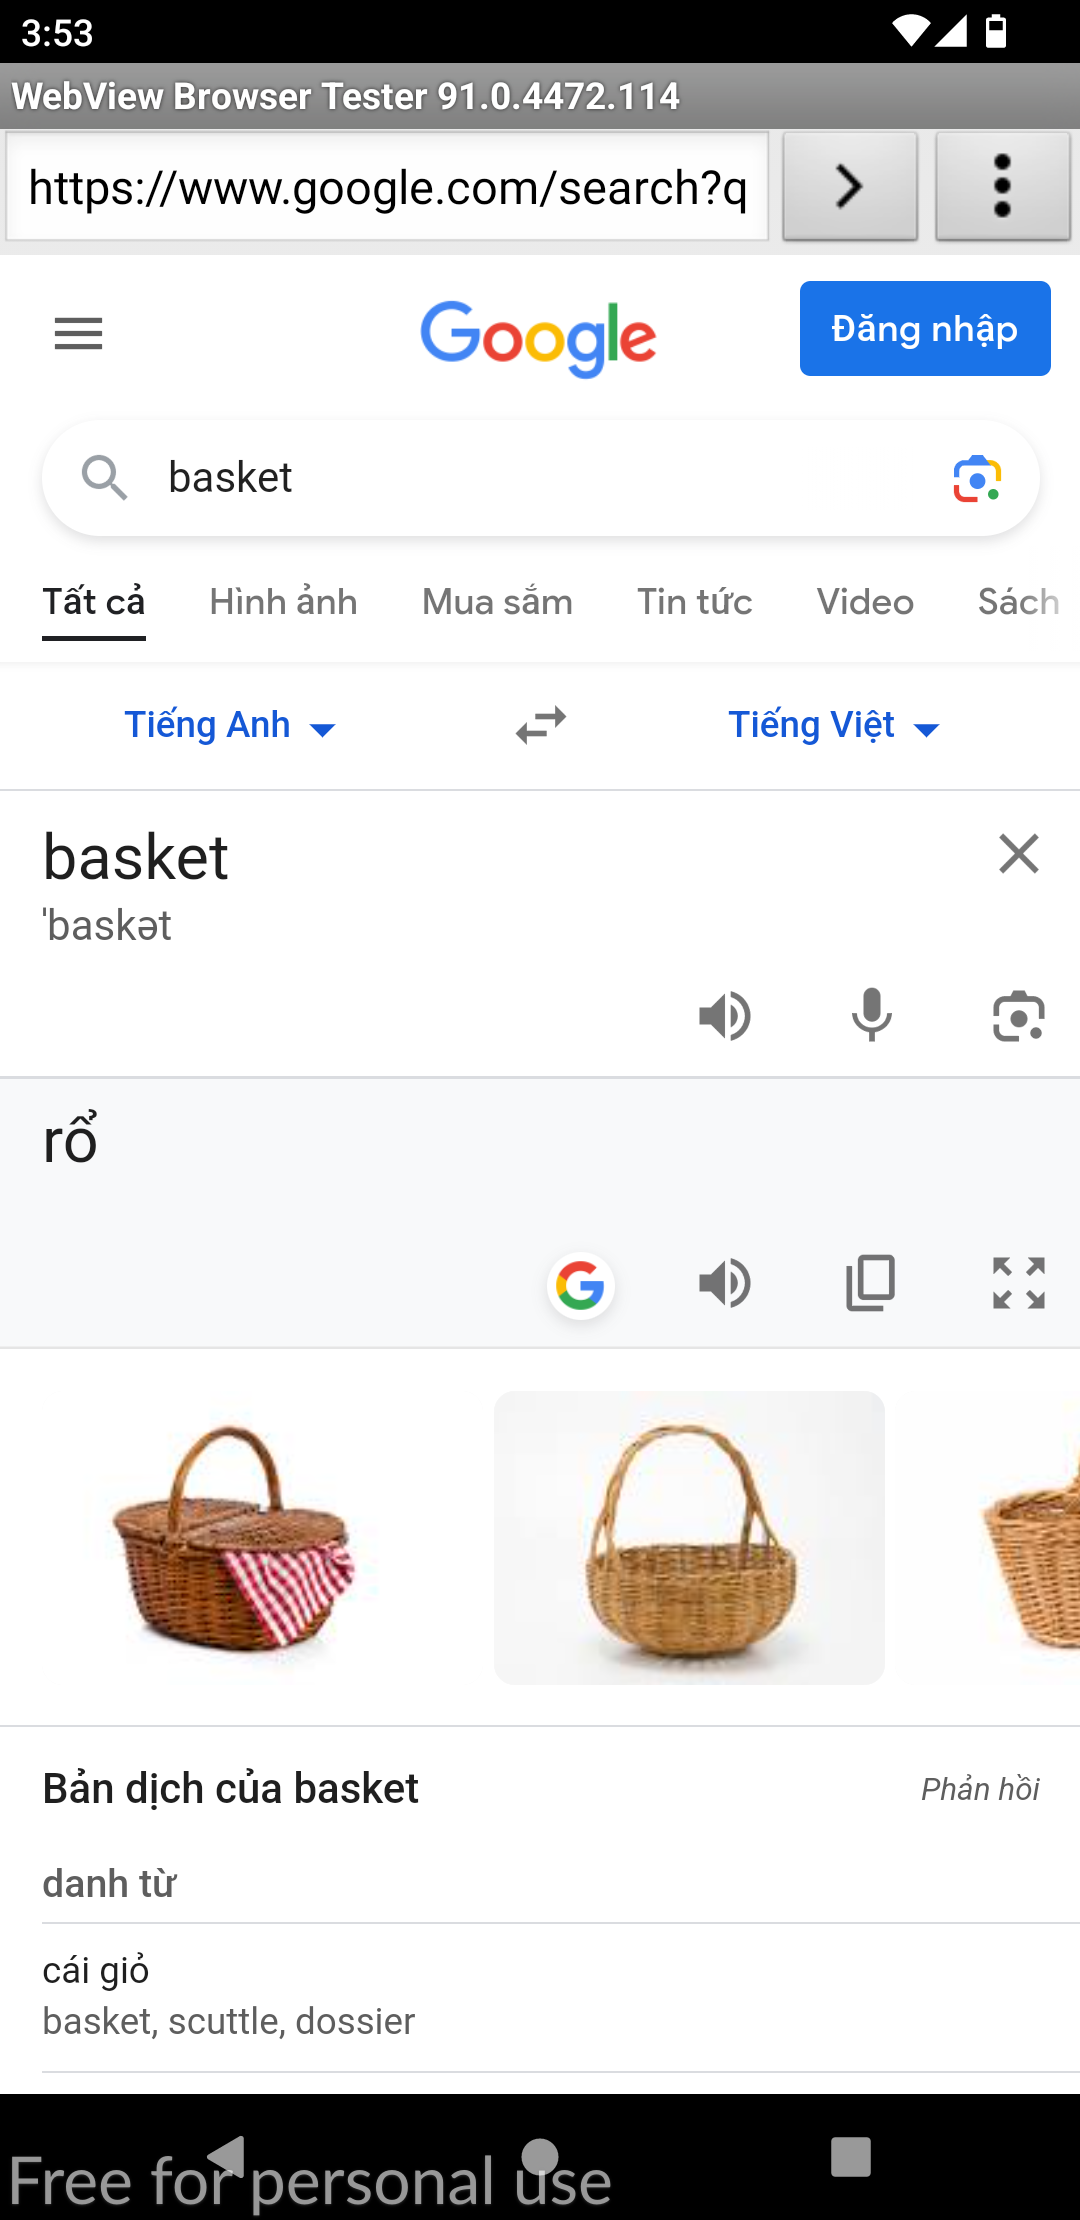 3:53
WebView Browser Tester 91.0.4472.114
https://www.google.com/search?q
Google
Đăng nhập
basket
Tất cả Hình ảnh Mua sắm Tin tức Video Sách
Tiếng Anh Tiếng Việt
basket
ˈbaskət
rổ
Bản dịch của basket Phản hồi
danh từ
cái giỏ
basket, scuttle, dossier
Free for personal use